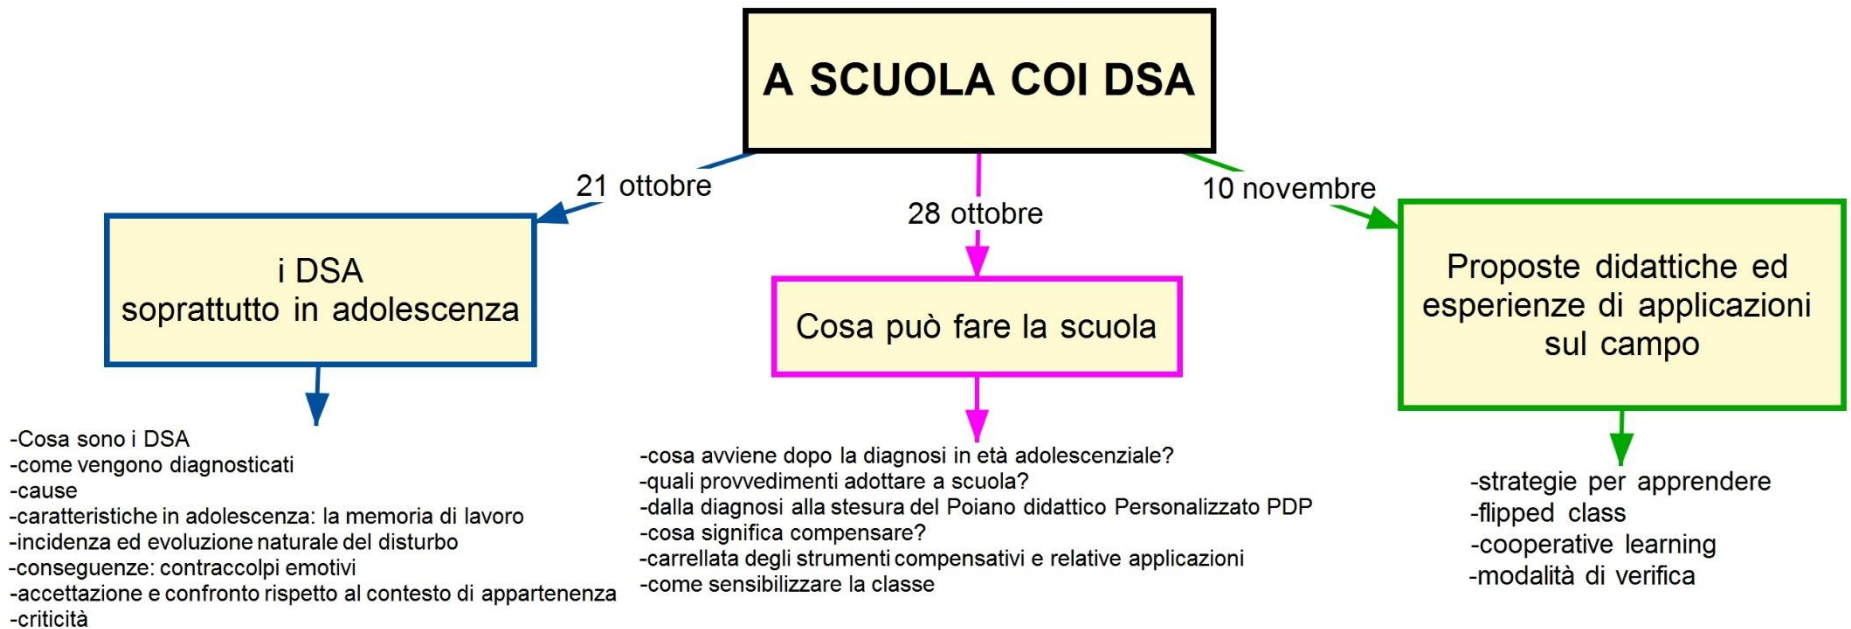 A SCUOLA COI DSA
21 ottobre
28 ottobre
10 novembre
i DSA
soprattutto in adolescenza
Cosa può fare la scuola
Proposte didattiche ed
esperienze di applicazioni
sul campo
-Cosa sono i DSA
-come vengono diagnosticati
-cause
-caratteristiche in adolescenza: la memoria di lavoro
-incidenza ed evoluzione naturale del disturbo
-conseguenze: contraccolpi emotivi
-accettazione e confronto rispetto al contesto di appartenenza
-criticità
-cosa avviene dopo la diagnosi in età adolescenziale?
-quali provvedimenti adottare a scuola?
-dalla diagnosi alla stesura del Poiano didattico Personalizzato PDP
-cosa significa compensare?
-carrellata degli strumenti compensativi e relative applicazioni
-come sensibilizzare la classe
-strategie per apprendere
-flipped class
-cooperative learning
-modalità di verifica